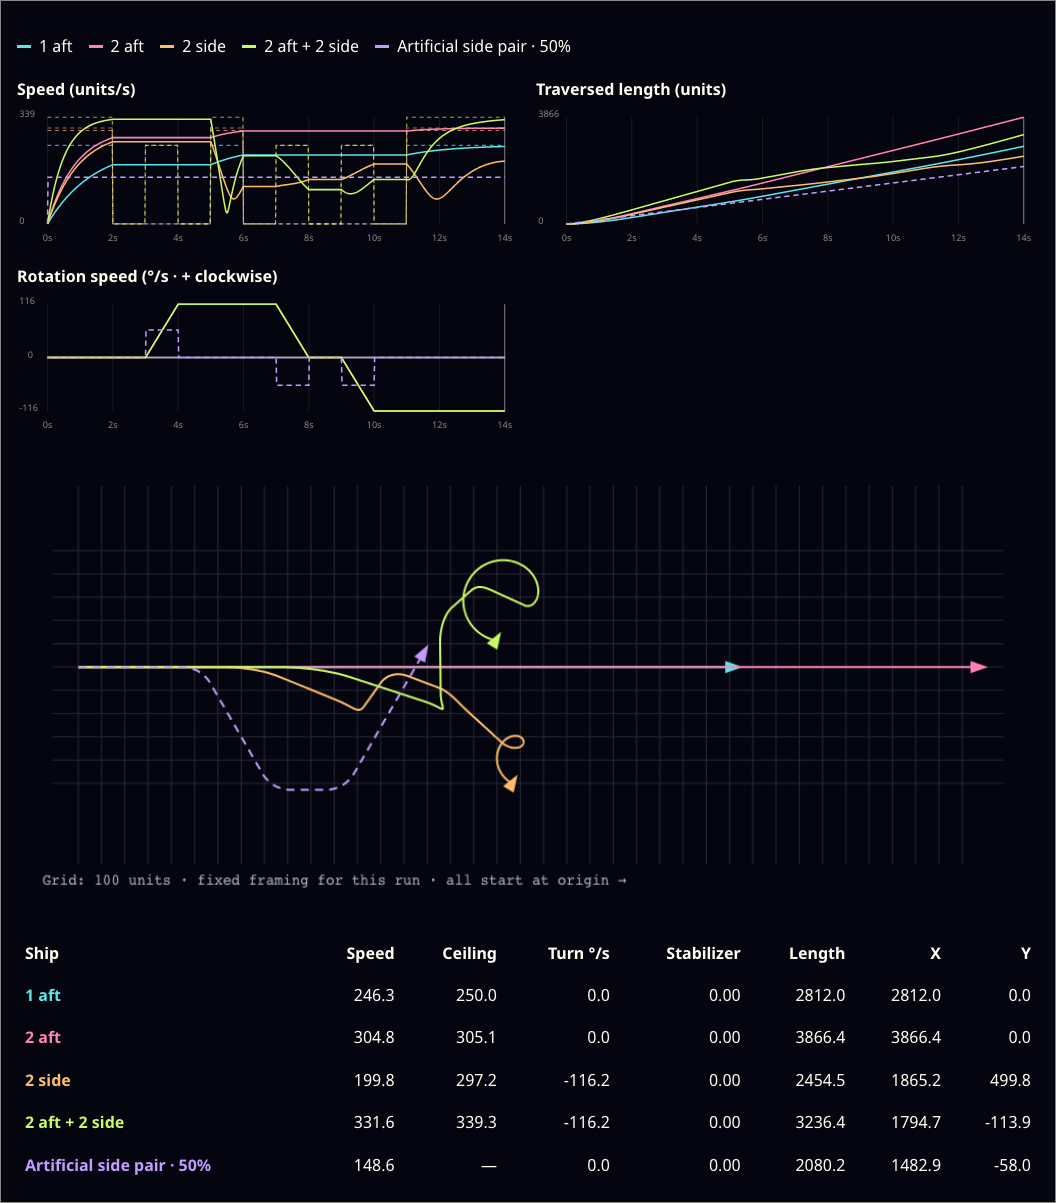 1 aft 2 aft 2 side 2 aft + 2 side Artificial side pair · 50%
Speed (units/s)
339
0
0s 2s 4s 6s 8s 10s 12s 14s
Traversed length (units)
3866
0
0s 2s 4s 6s 8s 10s 12s 14s
Rotation speed (°/s · + clockwise)
116
0
-116
0s 2s 4s 6s 8s 10s 12s 14s
Grid: 100 units · fixed framing for this run · all start at origin →
Ship Speed Ceiling Turn °/s Stabilizer Length X Y
1 aft 246.3 250.0 0.0 0.00 2812.0 2812.0 0.0
2 aft 304.8 305.1 0.0 0.00 3866.4 3866.4 0.0
2 side 199.8 297.2 -116.2 0.00 2454.5 1865.2 499.8
2 aft + 2 side 331.6 339.3 -116.2 0.00 3236.4 1794.7 -113.9
Artificial side pair · 50% 148.6 — 0.0 0.00 2080.2 1482.9 -58.0